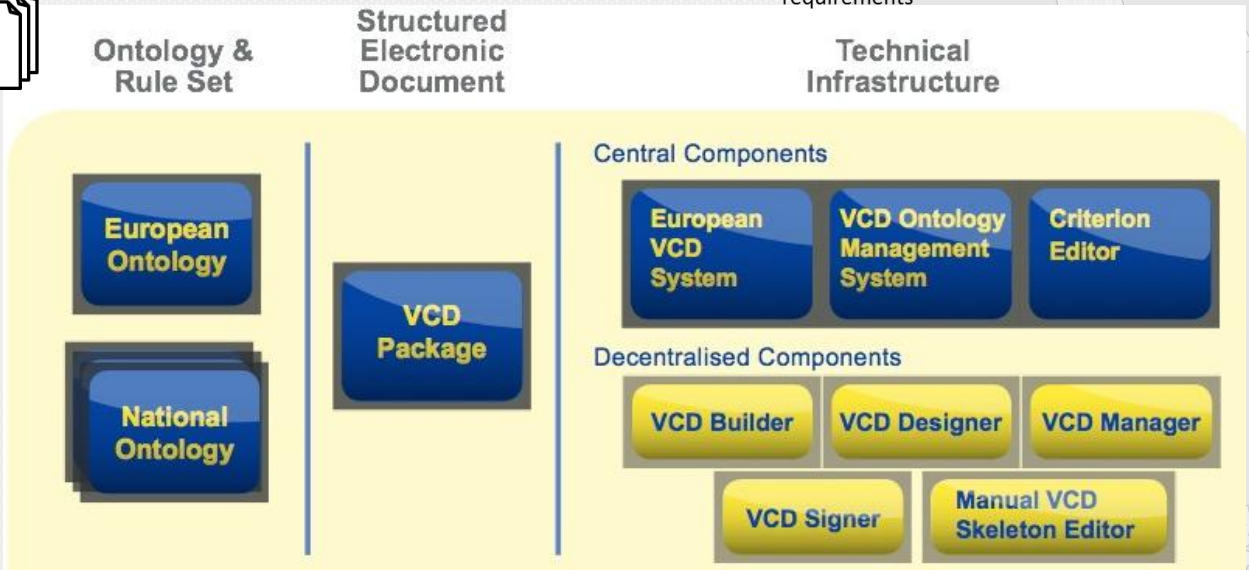 requirements
Ontology &
Rule Set
Structured
Electronic
Document
Technical
Infrastructure
European
Ontology
National
Ontology
VCD
Package
Central Components
European
VCD
System
VCD Ontology
Management
System
Criterion
Editor
Decentralised Components
VCD Builder
VCD Designer
VCD Manager
VCD Signer
Manual VCD
Skeleton Editor